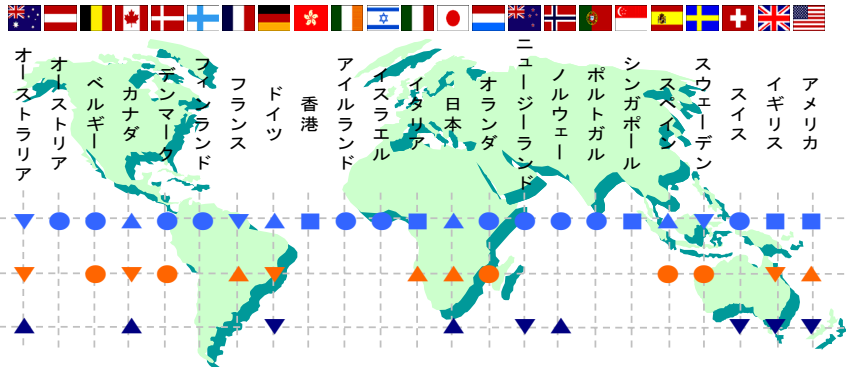 オーストラリア
オーストリア
ベルギー
カナダ
デンマーク
フィンランド
フランス
ドイツ
香港
アイルランド
イスラエル
イタリア
日本
オランダ
ニュージーランド
ノルウェー
ポルトガル
シンガポール
スペイン
スウェーデン
スイス
イギリス
アメリカ